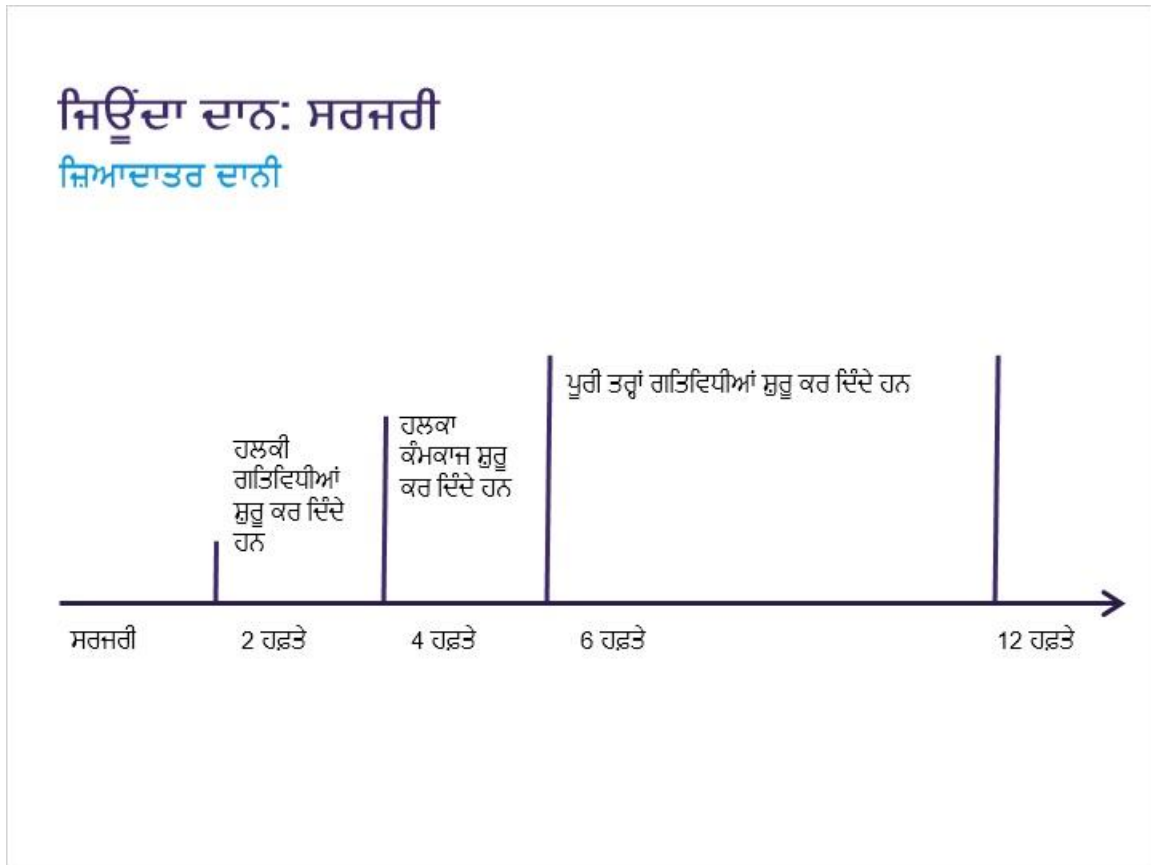 ਜਿਊਂਦਾ ਦਾਨ: ਸਰਜਰੀ
ਜ਼ਿਆਦਾਤਰ ਦਾਨੀ
ਹਲਕੀ
ਗਤਿਵਿਧੀਆਂ
ਸ਼ੁਰੂ ਕਰ ਦਿੰਦੇ
ਹਨ
ਹਲਕਾ
ਕੰਮਕਾਜ ਸ਼ੁਰੂ
ਕਰ ਦਿੰਦੇ ਹਨ
ਪੂਰੀ ਤਰ੍ਹਾਂ ਗਤਿਵਿਧੀਆਂ ਸ਼ੁਰੂ ਕਰ ਦਿੰਦੇ ਹਨ
ਸਰਜਰੀ
2 ਹਫ਼ਤੇ
4 ਹਫ਼ਤੇ
6 ਹਫ਼ਤੇ
12 ਹਫ਼ਤੇ